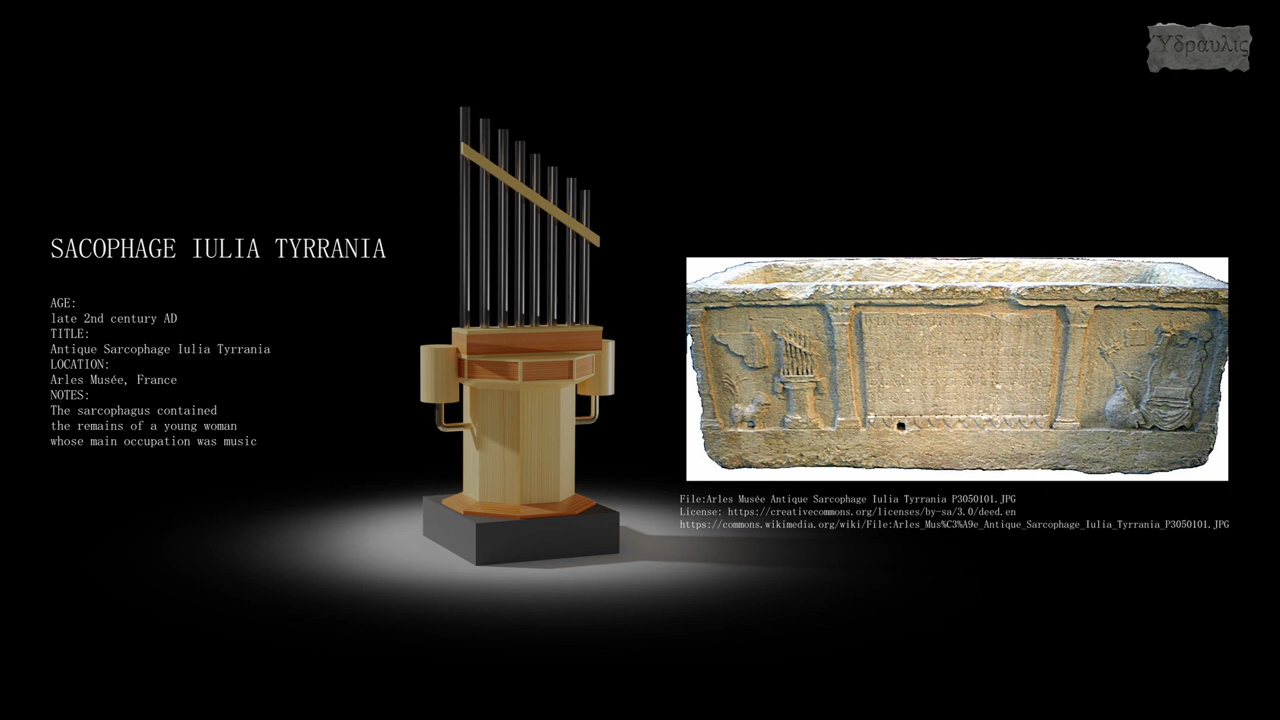 Ὕδραυλις
SACOPHAGE IULIA TYRRANIA
AGE:
late 2nd century AD
TITLE:
Antique Sarcophage Iulia Tyrrania
LOCATION:
Arles Musée, France
NOTES:
The sarcophagus contained
the remains of a young woman
whose main occupation was music
File:Arles Musée Antique Sarcophage Iulia Tyrrania P3050101.JPG
License: https://creativecommons.org/licenses/by-sa/3.0/deed.en
https://commons.wikimedia.org/wiki/File:Arles_Mus%C3%A9e_Antique_Sarcophage_Iulia_Tyrrania_P3050101.JPG